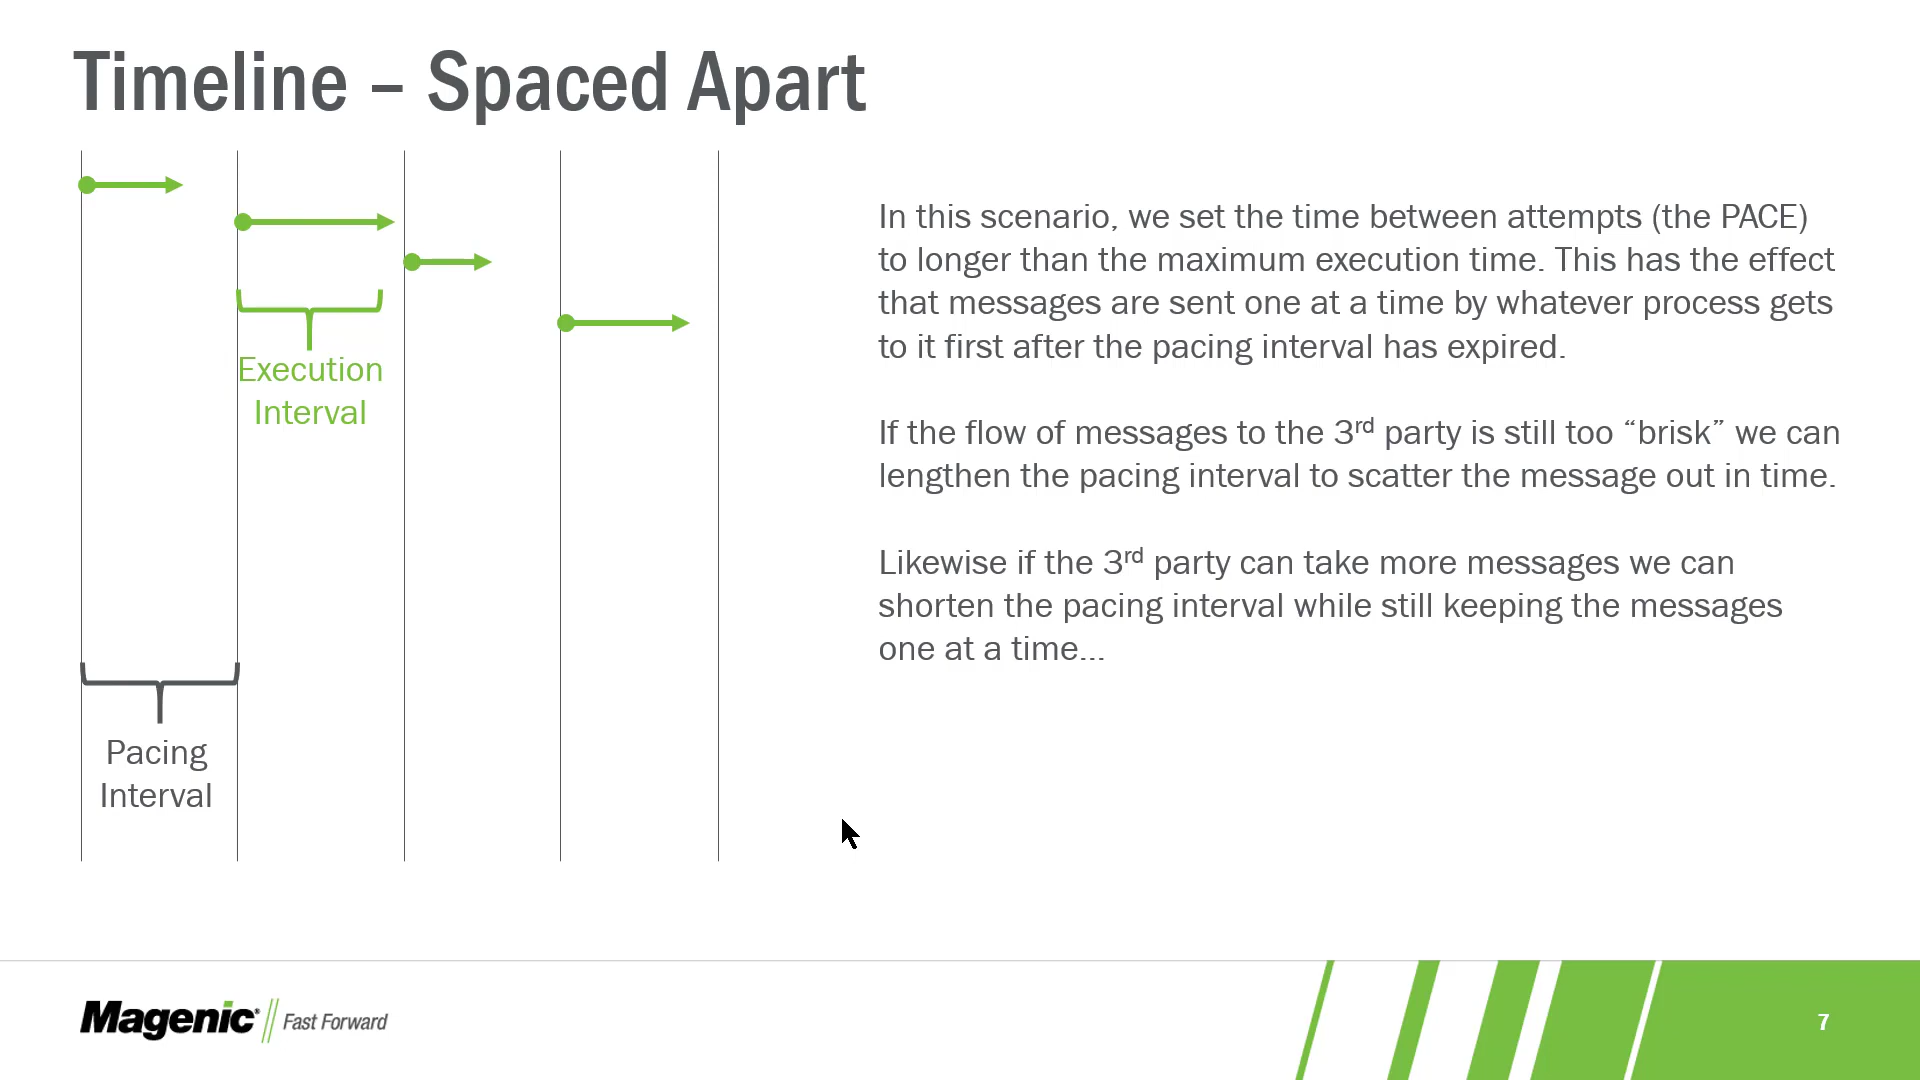 Timeline – Spaced Apart
Execution
Interval
Pacing
Interval
In this scenario, we set the time between attempts (the PACE)
to longer than the maximum execution time. This has the effect
that messages are sent one at a time by whatever process gets
to it first after the pacing interval has expired.
If the flow of messages to the 3rd party is still too “brisk” we can
lengthen the pacing interval to scatter the message out in time.
Likewise if the 3rd party can take more messages we can
shorten the pacing interval while still keeping the messages
one at a time...
Magenic Fast Forward
7